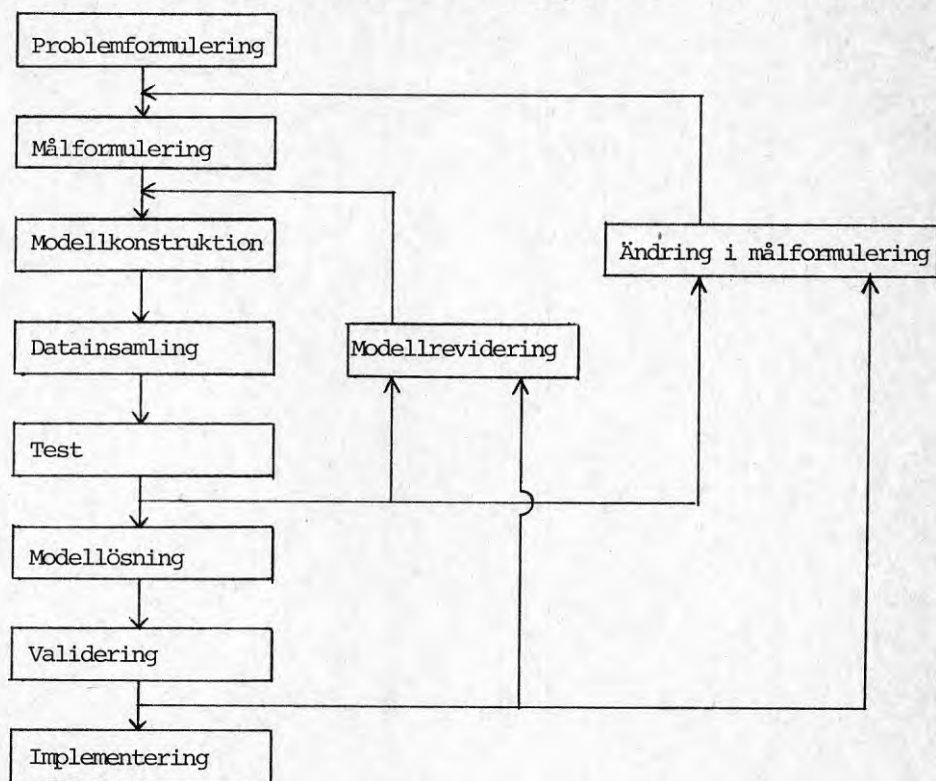 Problemformulering
Målformulering
Modellkonstruktion
Ändring i målformulering
Datainsamling
Modellrevidering
Test
Modellösning
Validering
Implementering